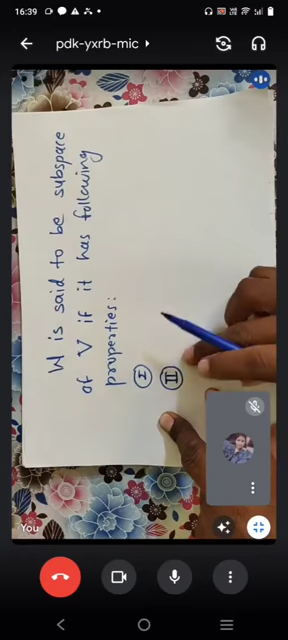 16:39
pdk-yxrb-mic
W is said to be subspace
of V if it has following
properties:
I
II
You